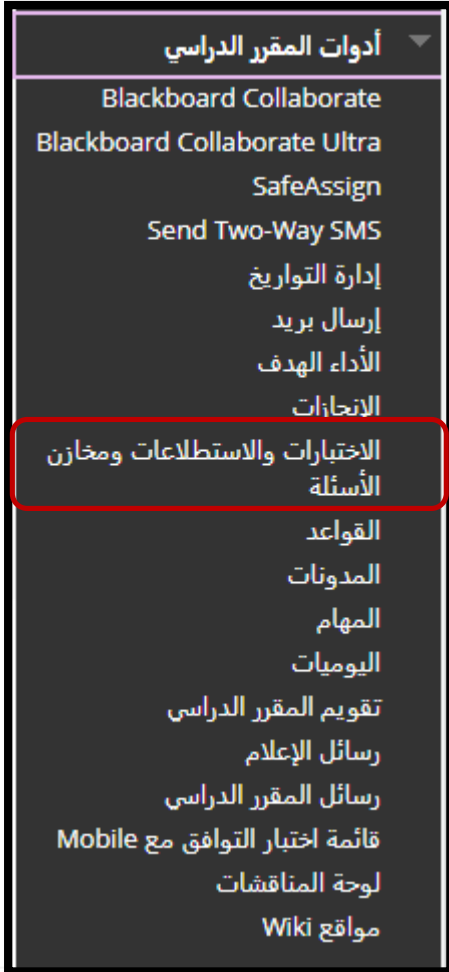 أدوات المقرر الدراسي
Blackboard Collaborate
Blackboard Collaborate Ultra
SafeAssign
Send Two-Way SMS
إدارة التواريخ
إرسال بريد
الأداء الهدف
الانجازات
الاختبارات والاستطلاعات ومخازن
الأسئلة
القواعد
المدونات
المهام
اليوميات
تقويم المقرر الدراسي
رسائل الإعلام
رسائل المقرر الدراسي
قائمة اختبار التوافق مع Mobile
لوحة المناقشات
مواقع Wiki